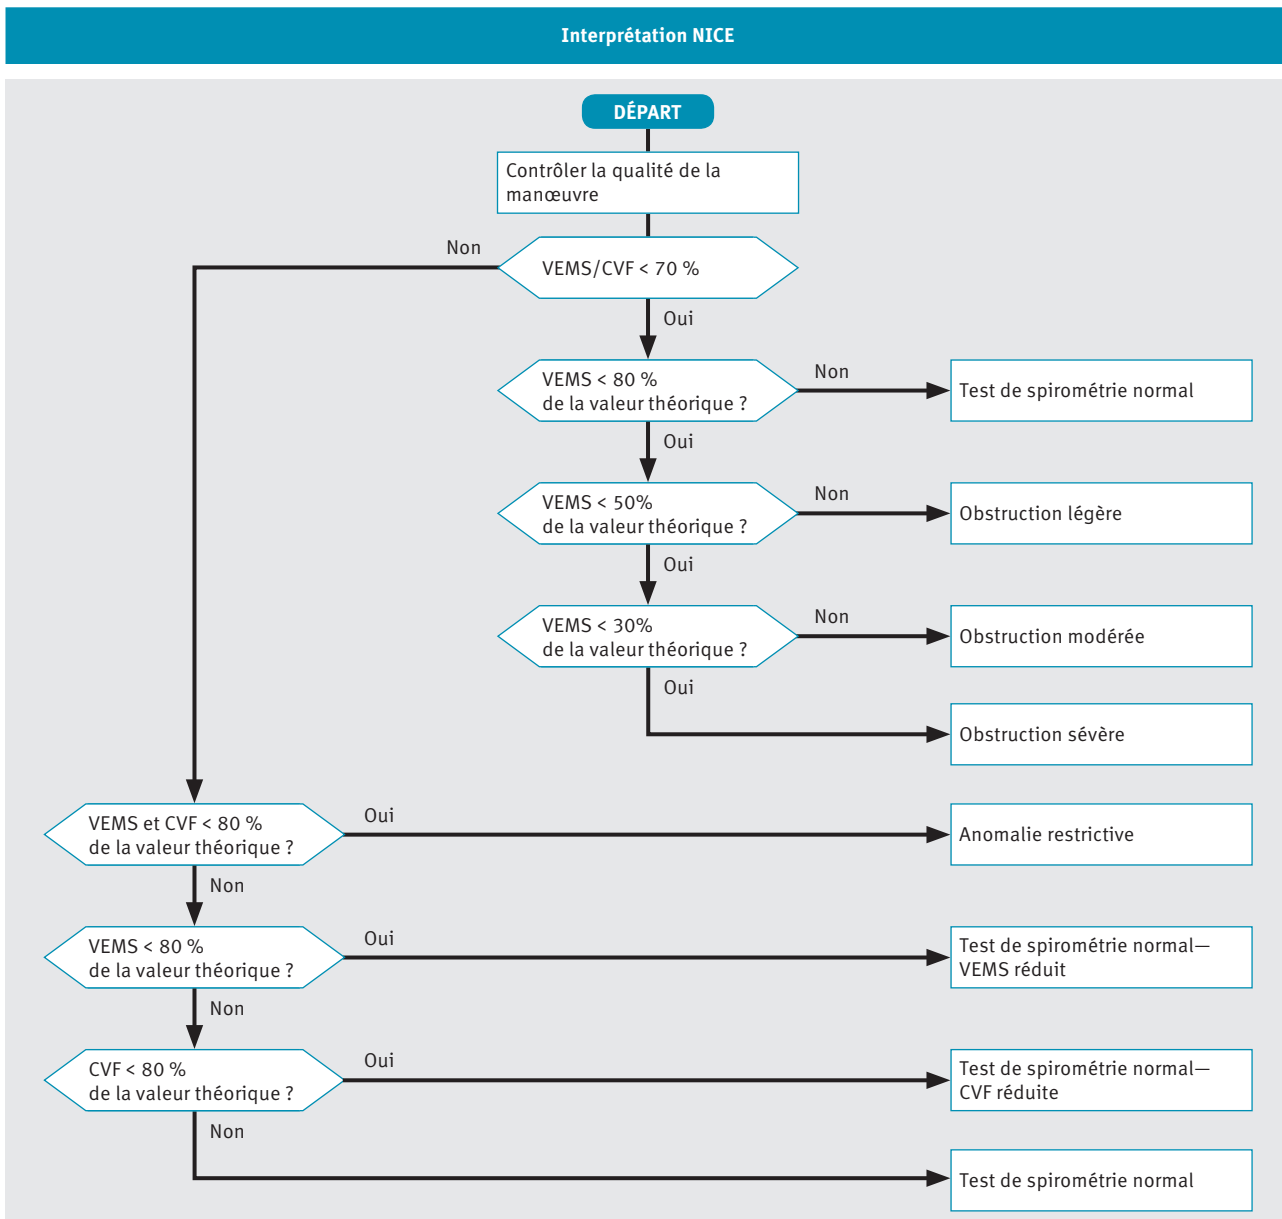 Interprétation NICE
DÉPART
Contrôler la qualité de la
manœuvre
Non
VEMS/CVF < 70 %
Oui
VEMS < 80 %
de la valeur théorique ?
Non
Test de spirométrie normal
Oui
VEMS < 50%
de la valeur théorique ?
Non
Obstruction légère
Oui
VEMS < 30%
de la valeur théorique ?
Non
Obstruction modérée
Oui
Obstruction sévère
VEMS et CVF < 80 %
de la valeur théorique ?
Oui
Anomalie restrictive
Non
VEMS < 80 %
de la valeur théorique ?
Oui
Test de spirométrie normal—
VEMS réduit
Non
CVF < 80 %
de la valeur théorique ?
Oui
Test de spirométrie normal—
CVF réduite
Non
Test de spirométrie normal